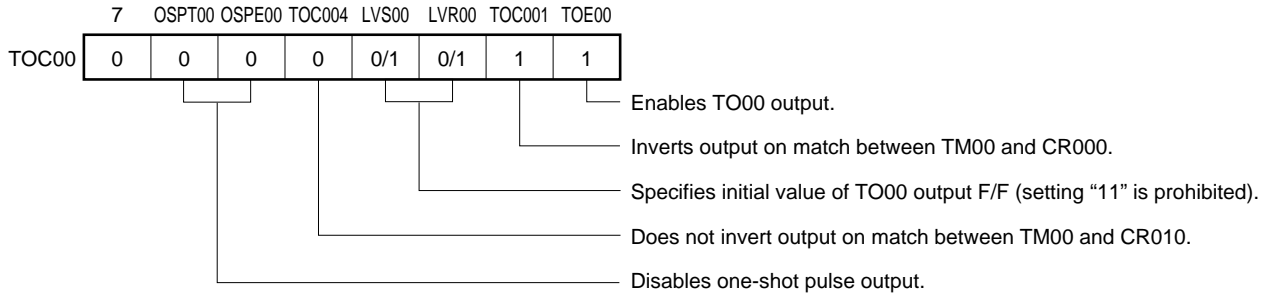 7 OSPT00 OSPE00 TOC004 LVS00 LVR00 TOC001 TOE00
TOC00 0 0 0 0 0/1 0/1 1 1
Enables TO00 output.
Inverts output on match between TM00 and CR000.
Specifies initial value of TO00 output F/F (setting “11” is prohibited).
Does not invert output on match between TM00 and CR010.
Disables one-shot pulse output.